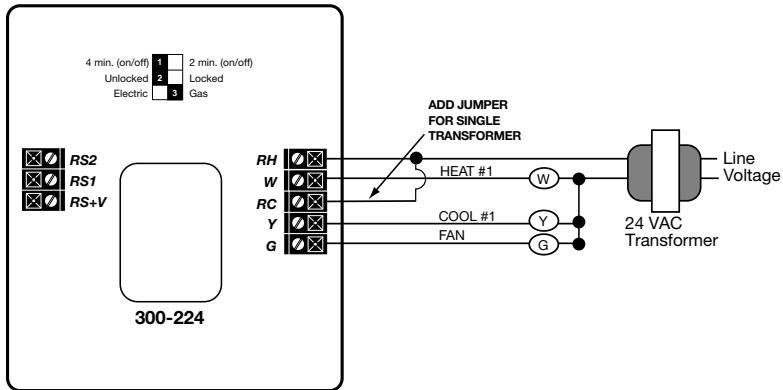 4 min. (on/off) 1 2 min. (on/off)
Unlocked 2 Locked
Electric 3 Gas
ADD JUMPER
FOR SINGLE
TRANSFORMER
RS2
RS1
RS+V
RH
W
RC
Y
G
HEAT #1
W
COOL #1
Y
FAN
G
Line
Voltage
24 VAC
Transformer
300-224